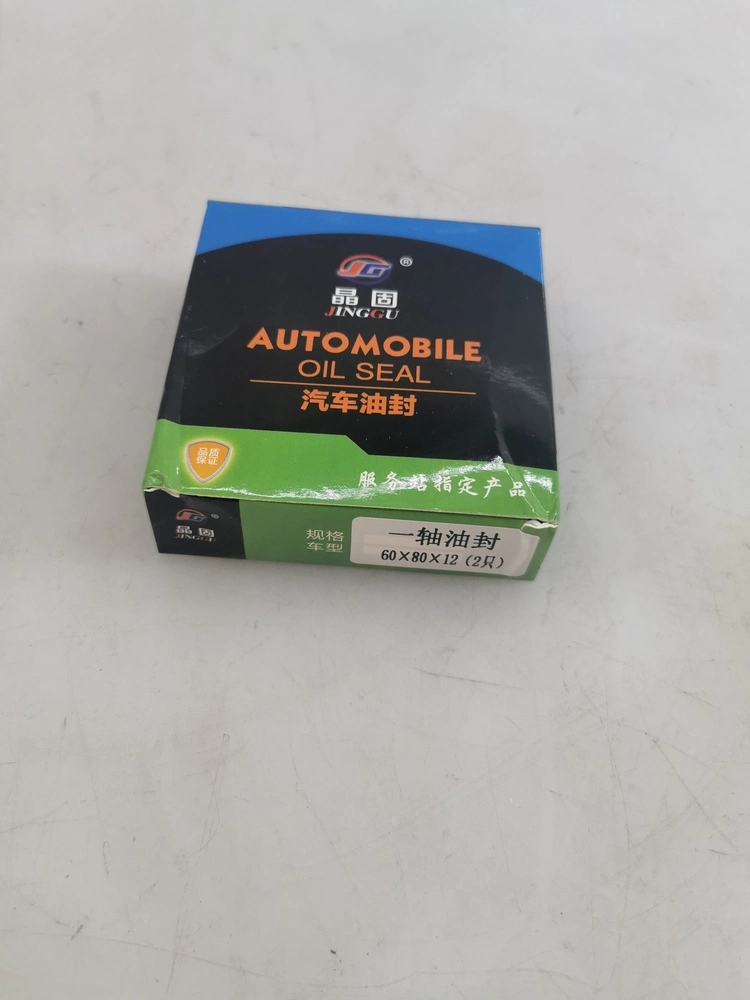 JG ®
晶固
JINGGU
AUTOMOBILE
OIL SEAL
汽车油封
品质
保证
服务站指定产品
JG ®
晶固
JINGGU
规格
车型
一轴油封
60×80×12(2只)